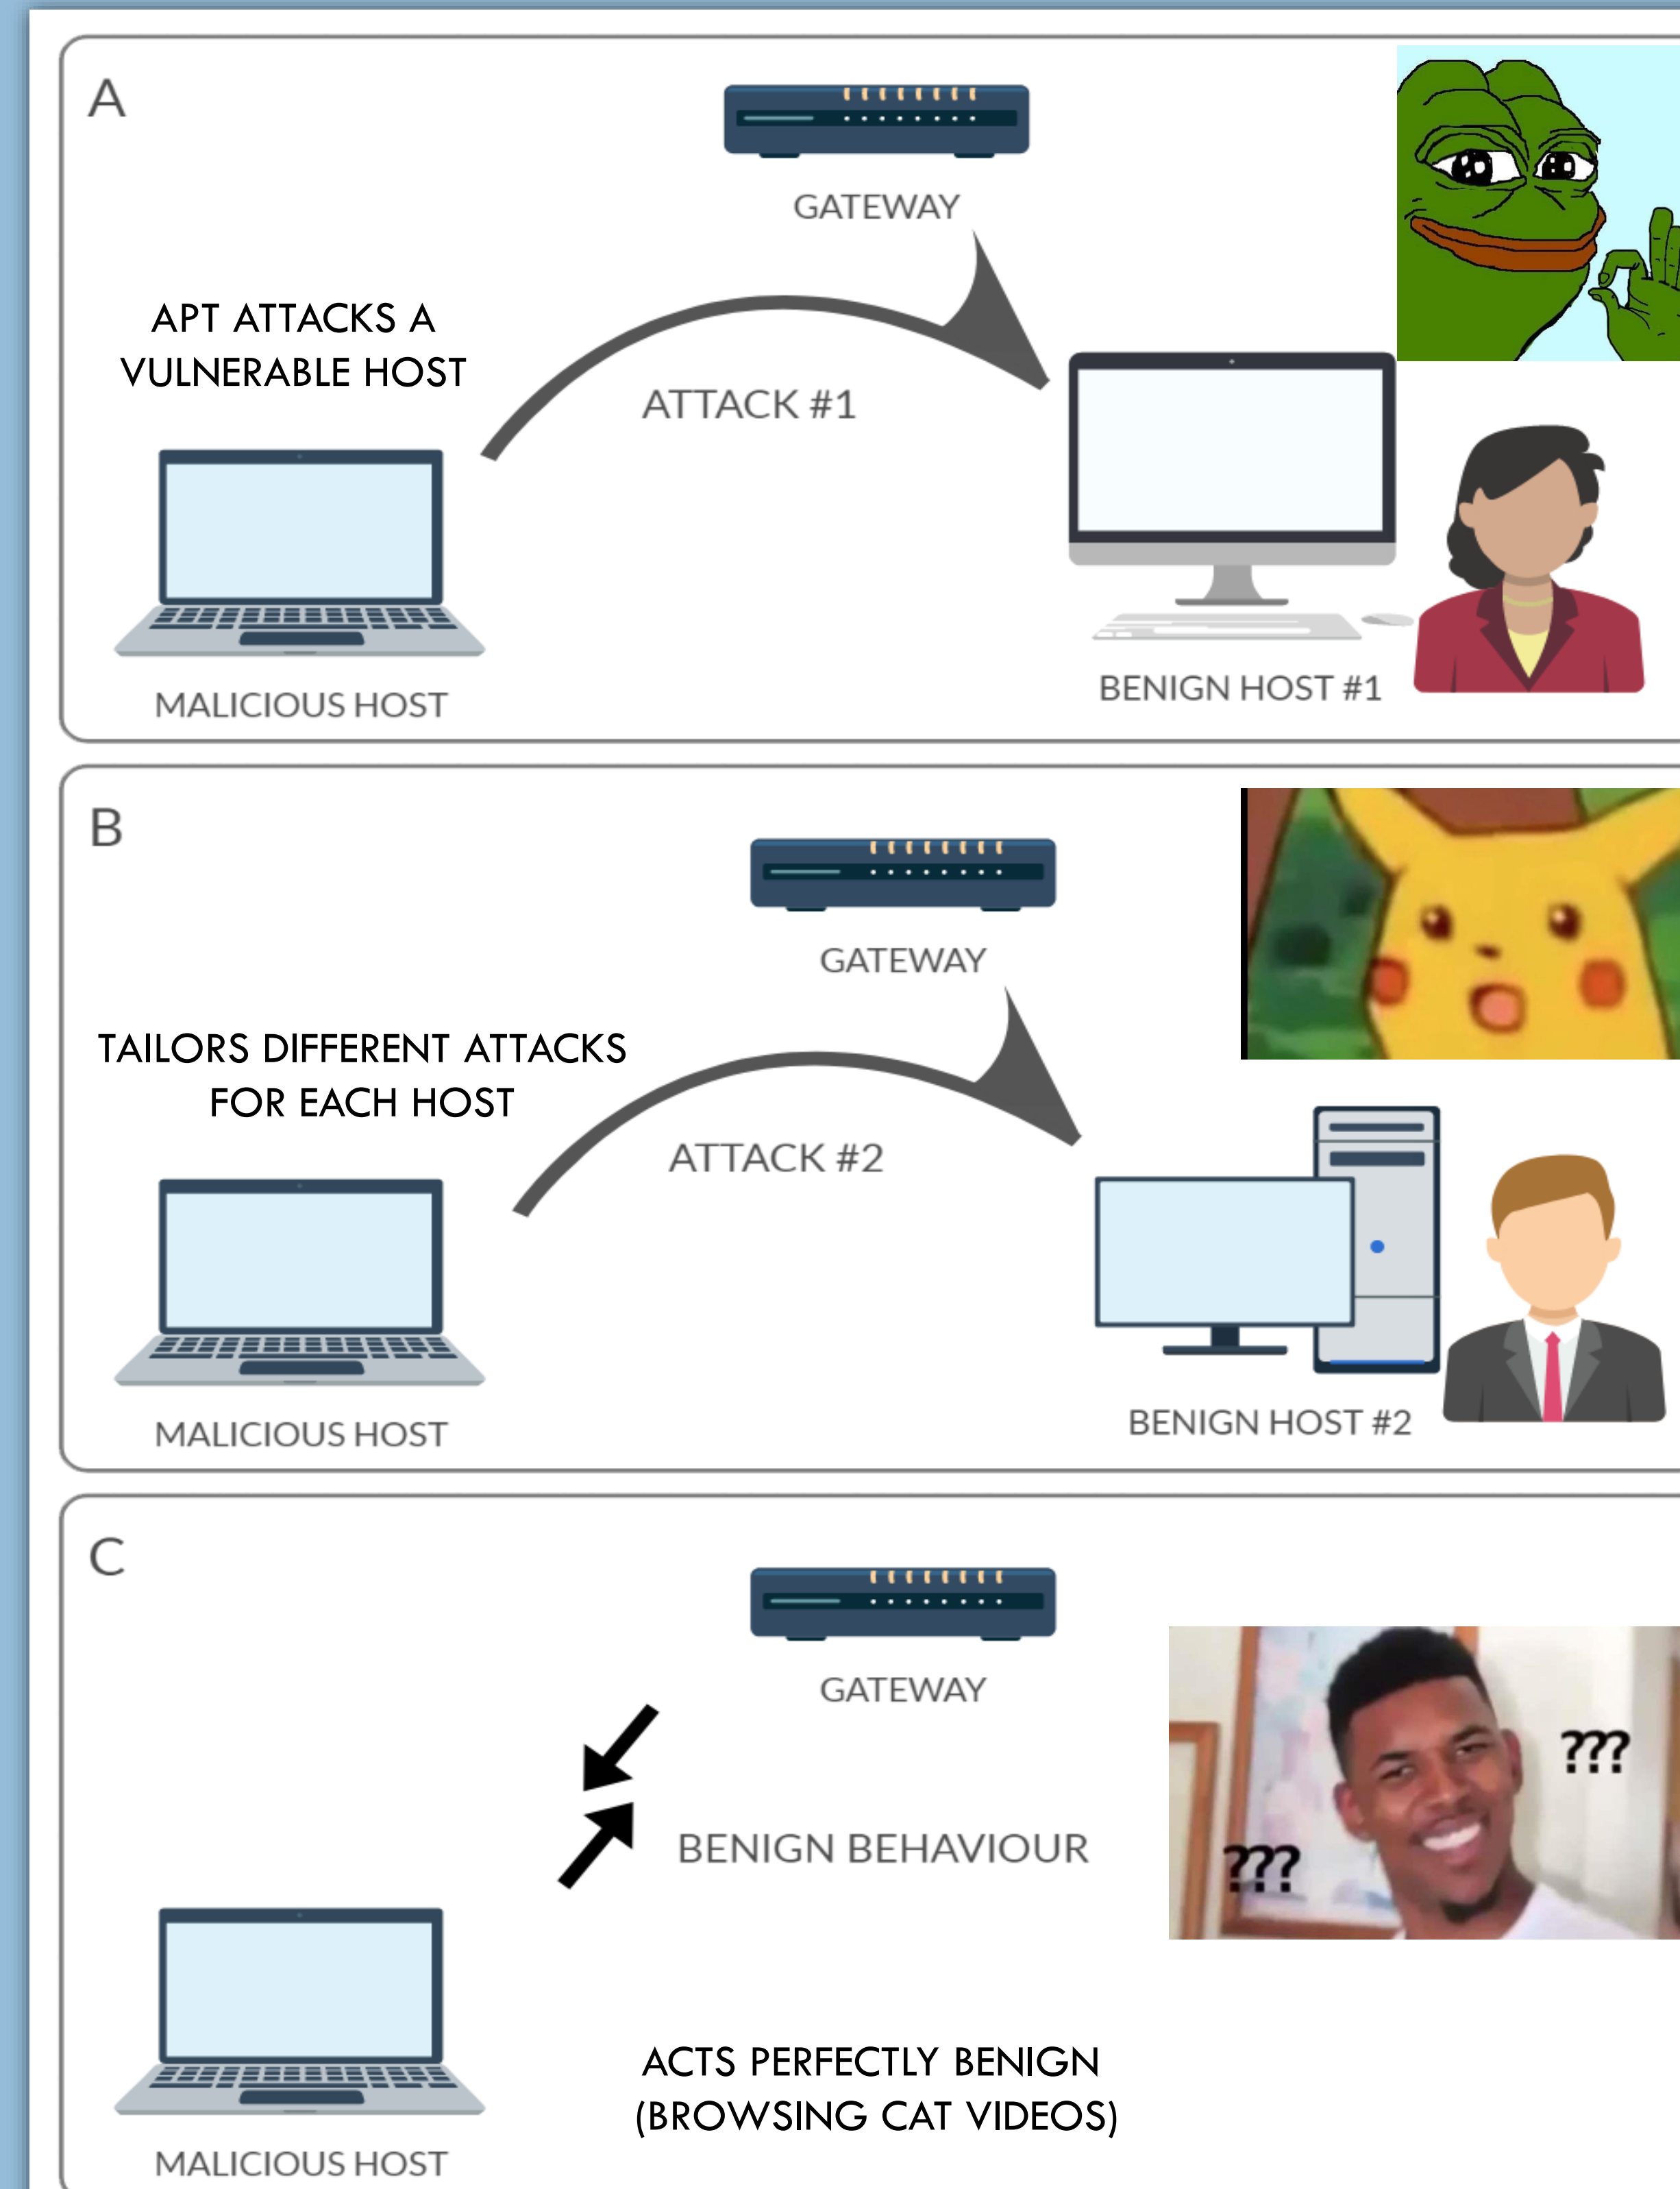 A
GATEWAY
APT ATTACKS A
VULNERABLE HOST
ATTACK #1
MALICIOUS HOST
BENIGN HOST #1
B
GATEWAY
TAILORS DIFFERENT ATTACKS
FOR EACH HOST
ATTACK #2
MALICIOUS HOST
BENIGN HOST #2
C
GATEWAY
???
BENIGN BEHAVIOUR
???
ACTS PERFECTLY BENIGN
(BROWSING CAT VIDEOS)
MALICIOUS HOST